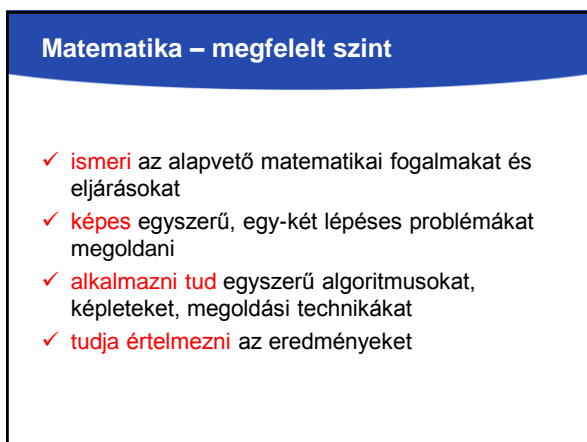 Matematika – megfelelt szint
✓ ismeri az alapvető matematikai fogalmakat és
eljárásokat
✓ képes egyszerű, egy-két lépéses problémákat
megoldani
✓ alkalmazni tud egyszerű algoritmusokat,
képleteket, megoldási technikákat
✓ tudja értelmezni az eredményeket